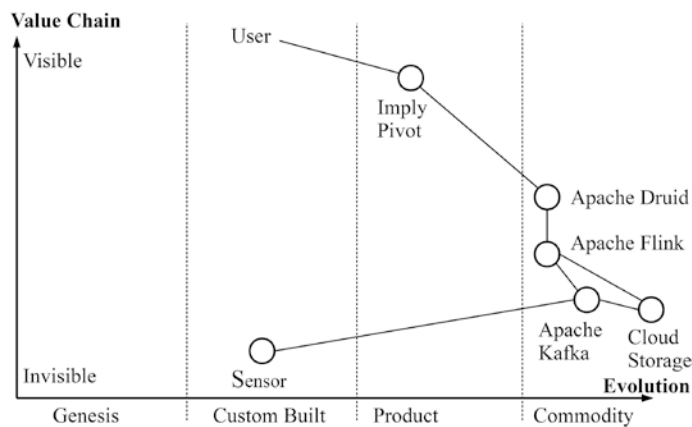 Value Chain
User
Visible
Imply
Pivot
Apache Druid
Apache Flink
Apache
Kafka
Cloud
Storage
Sensor
Invisible
Evolution
Genesis
Custom Built
Product
Commodity